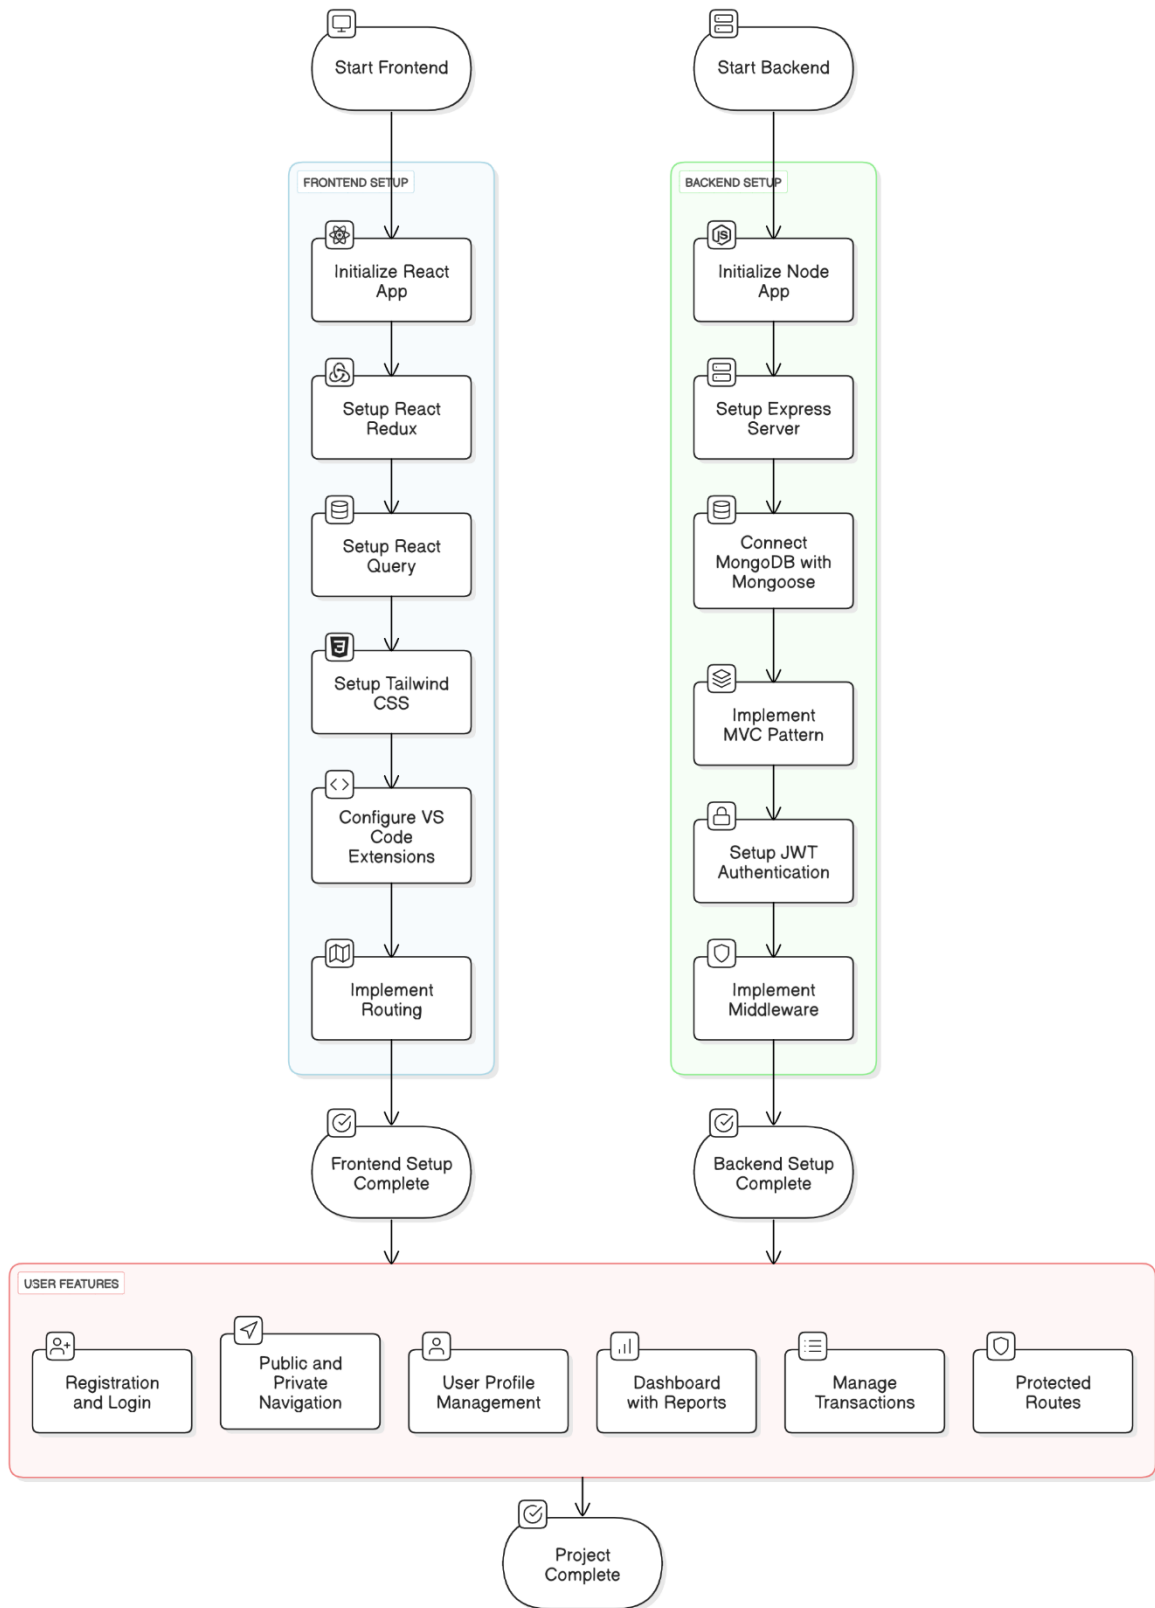 Start Frontend
Start Backend
FRONTEND SETUP
Initialize React
App
Setup React
Redux
Setup React
Query
Setup Tailwind
CSS
Configure VS
Code
Extensions
Implement
Routing
Frontend Setup
Complete
BACKEND SETUP
JS
Initialize Node
App
Setup Express
Server
Connect
MongoDB with
Mongoose
Implement
MVC Pattern
Setup JWT
Authentication
Implement
Middleware
Backend Setup
Complete
USER FEATURES
Registration
and Login
Public and
Private
Navigation
User Profile
Management
Dashboard
with Reports
Manage
Transactions
Protected
Routes
Project
Complete